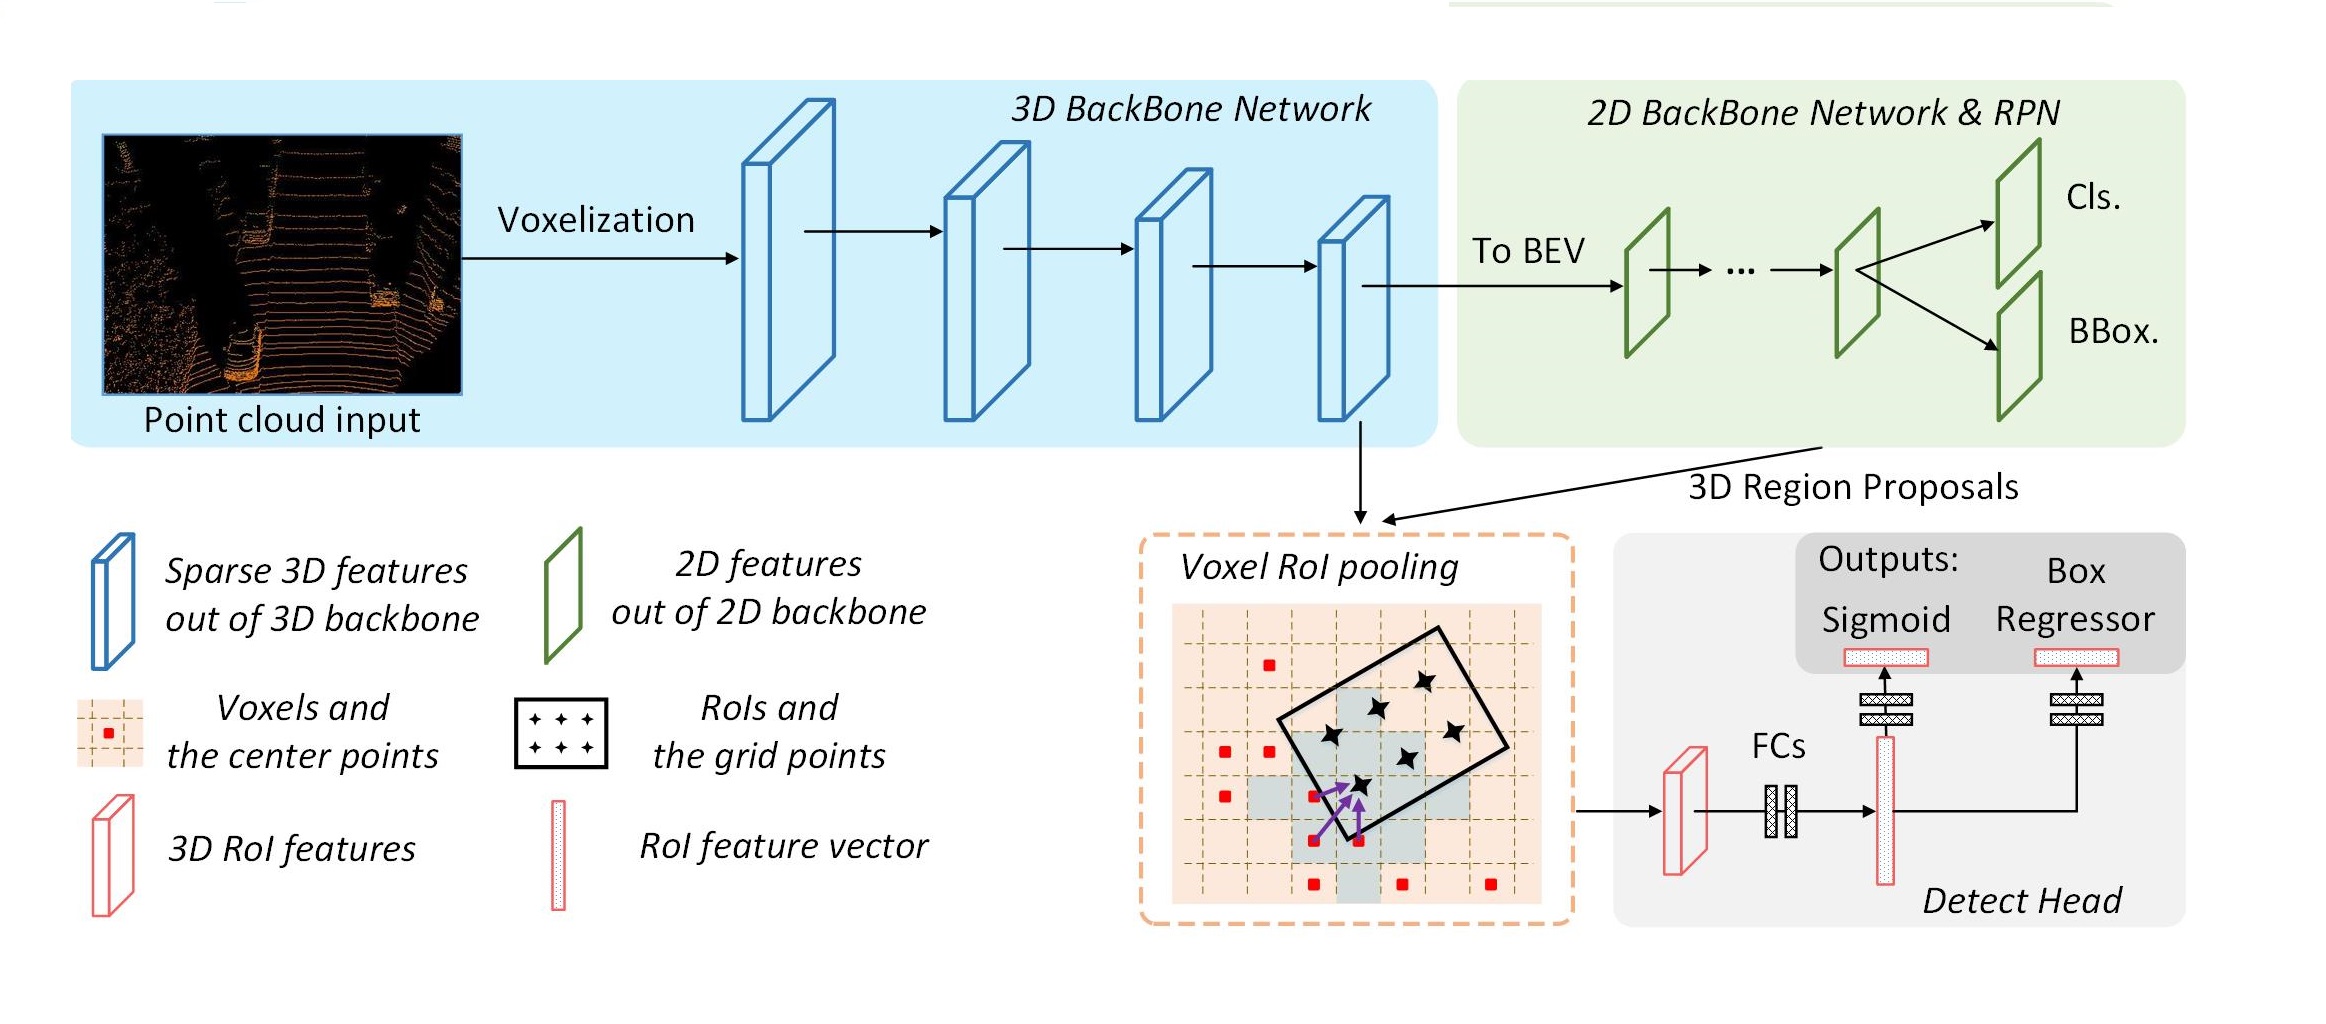 3D BackBone Network
2D BackBone Network & RPN
Voxelization
To BEV
...
Cls.
BBox.
Point cloud input
3D Region Proposals
Sparse 3D features
out of 3D backbone
2D features
out of 2D backbone
Voxels and
the center points
RoIs and
the grid points
3D RoI features
RoI feature vector
Voxel RoI pooling
Outputs:
Sigmoid
Box
Regressor
FCs
Detect Head